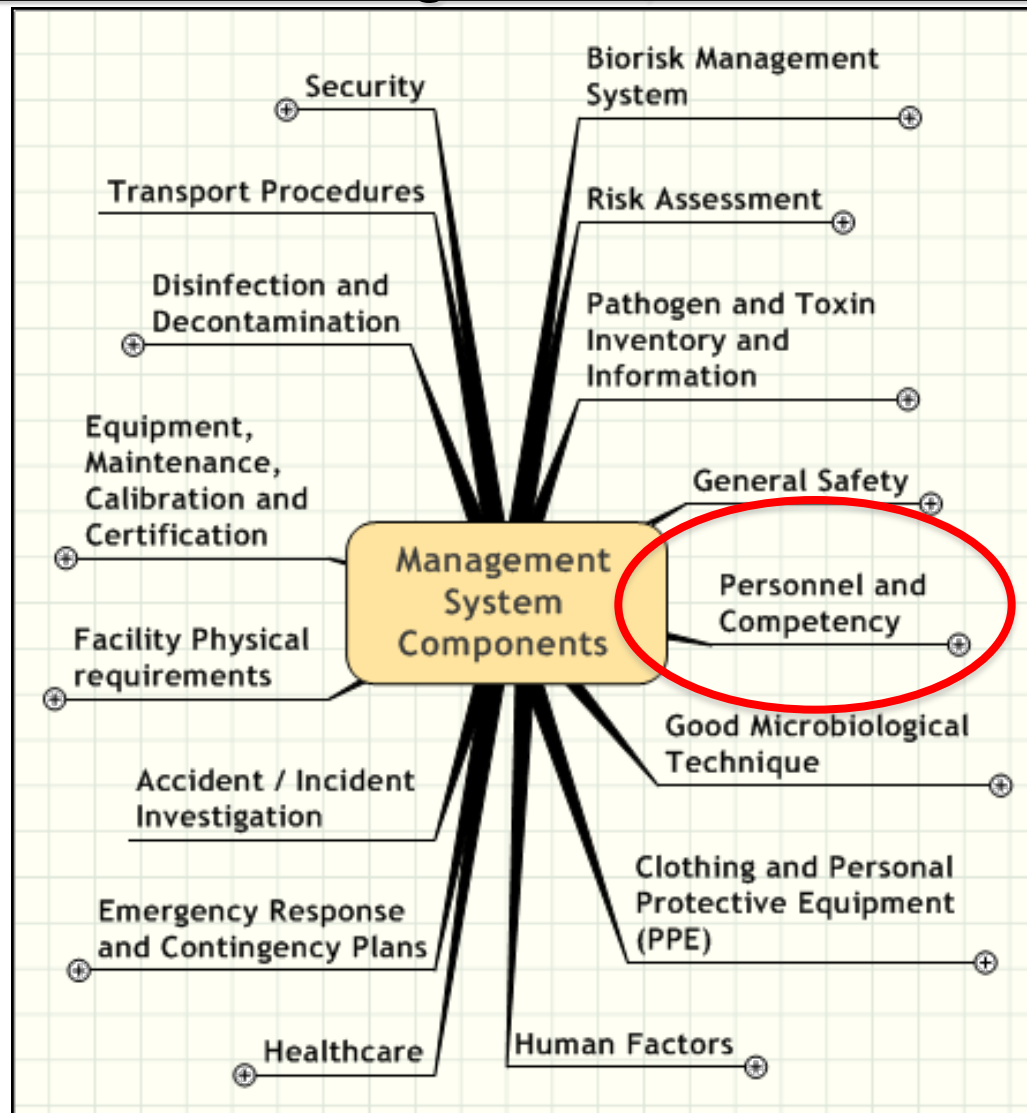 Security
Transport Procedures
Disinfection and
Decontamination
Equipment,
Maintenance,
Calibration and
Certification
Facility Physical
requirements
Accident / Incident
Investigation
Emergency Response
and Contingency Plans
Healthcare
Management
System
Components
Biorisk Management
System
Risk Assessment
Pathogen and Toxin
Inventory and
Information
General Safety
Personnel and
Competency
Good Microbiological
Technique
Clothing and Personal
Protective Equipment
(PPE)
Human Factors